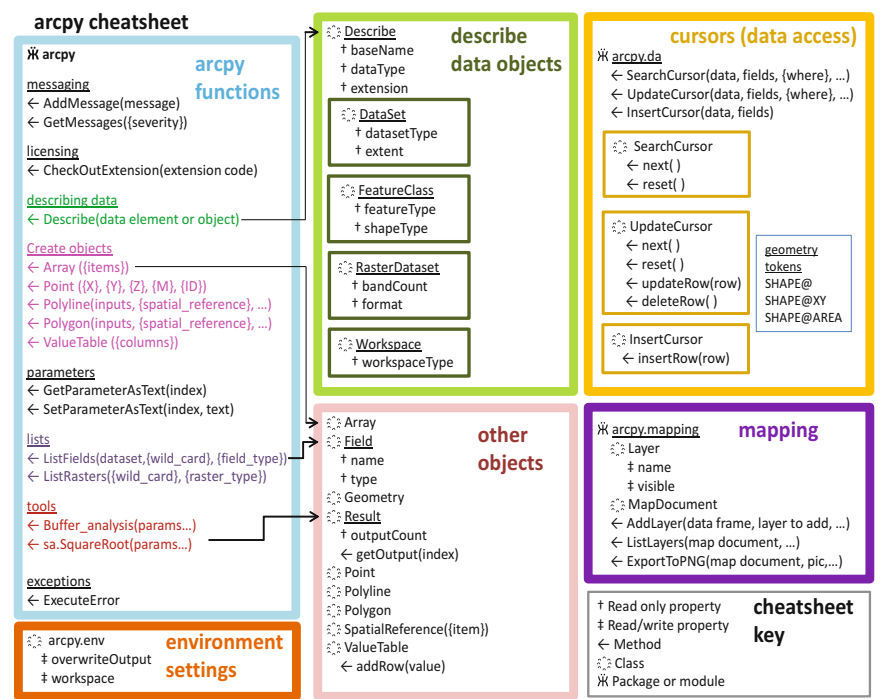 arcpy cheatsheet
Ӝ arcpy
arcpy
functions
messaging
← AddMessage(message)
← GetMessages({severity})
licensing
← CheckOutExtension(extension code)
describing data
← Describe(data element or object)
Create objects
← Array ({items})
← Point ({X}, {Y}, {Z}, {M}, {ID})
← Polyline(inputs, {spatial_reference}, ...)
← Polygon(inputs, {spatial_reference}, ...)
← ValueTable ({columns})
parameters
← GetParameterAsText(index)
← SetParameterAsText(index, text)
lists
← ListFields(dataset,{wild_card}, {field_type})
← ListRasters({wild_card}, {raster_type})
tools
← Buffer_analysis(params...)
← sa.SquareRoot(params...)
exceptions
← ExecuteError
arcpy.env
‡ overwriteOutput
‡ workspace
environment
settings
Describe
† baseName
† dataType
† extension
describe
data objects
DataSet
† datasetType
† extent
FeatureClass
† featureType
† shapeType
RasterDataset
† bandCount
† format
Workspace
† workspaceType
other
objects
Array
Field
† name
† type
Geometry
Result
† outputCount
← getOutput(index)
Point
Polyline
Polygon
SpatialReference({item})
ValueTable
← addRow(value)
cursors (data access)
Ӝ arcpy.da
← SearchCursor(data, fields, {where}, ...)
← UpdateCursor(data, fields, {where}, ...)
← InsertCursor(data, fields)
SearchCursor
← next( )
← reset( )
UpdateCursor
← next( )
← reset( )
← updateRow(row)
← deleteRow( )
InsertCursor
← insertRow(row)
geometry
tokens
SHAPE@
SHAPE@XY
SHAPE@AREA
Ӝ arcpy.mapping
mapping
Layer
‡ name
‡ visible
MapDocument
← AddLayer(data frame, layer to add, ...)
← ListLayers(map document, ...)
← ExportToPNG(map document, pic,...)
cheatsheet
key
† Read only property
‡ Read/write property
← Method
Class
Ӝ Package or module